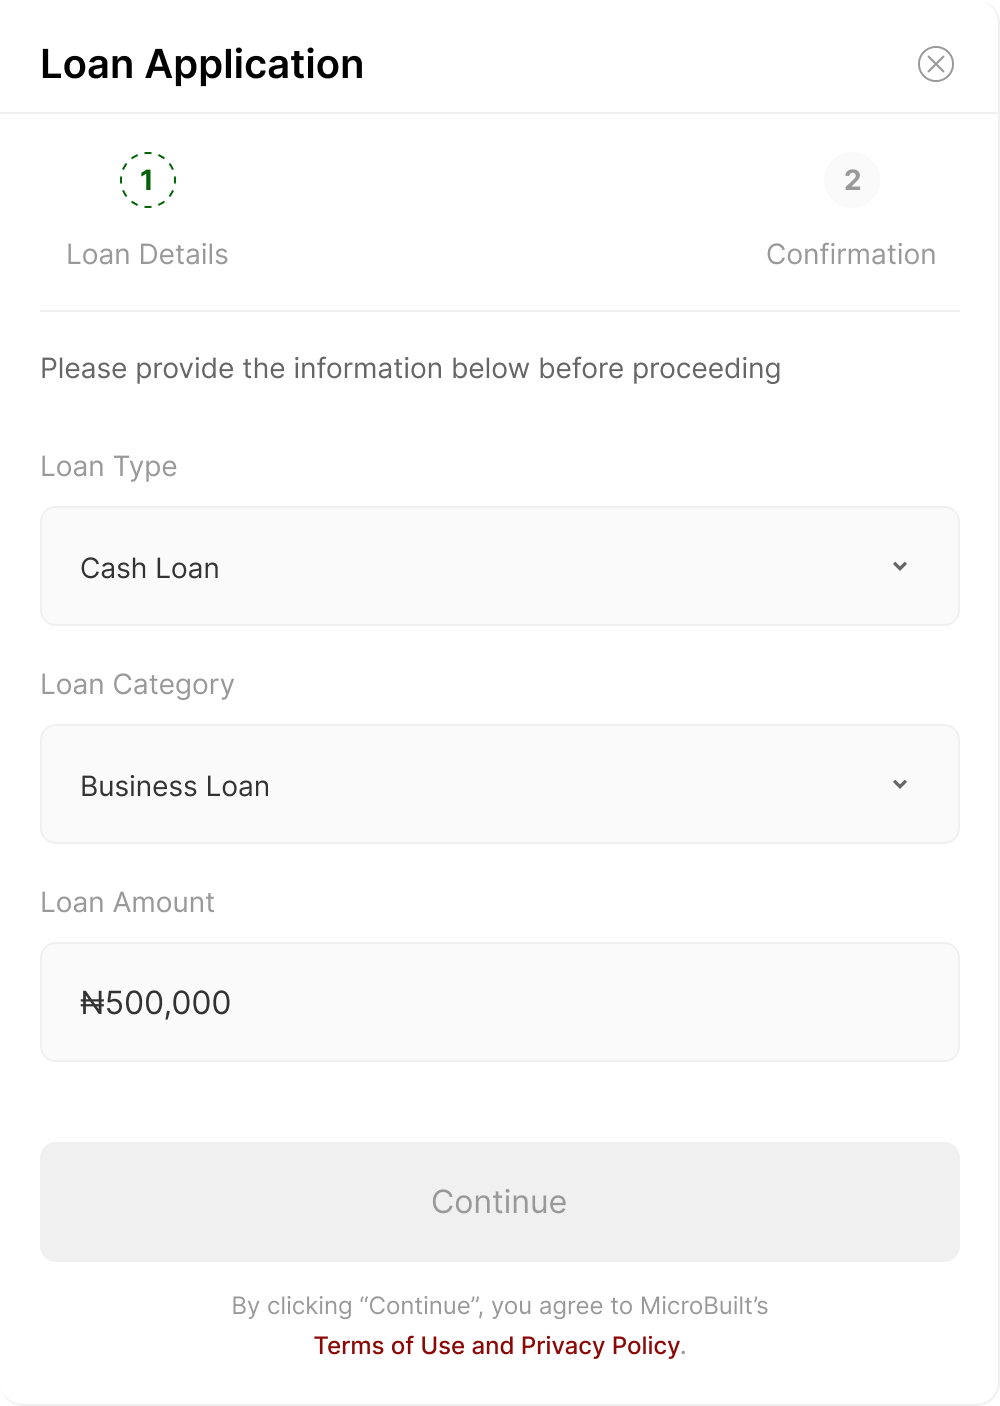 Loan Application
1
2
Loan Details
Confirmation
Please provide the information below before proceeding
Loan Type
Cash Loan
Loan Category
Business Loan
Loan Amount
₦500,000
Continue
By clicking “Continue”, you agree to MicroBuilt’s
Terms of Use and Privacy Policy.